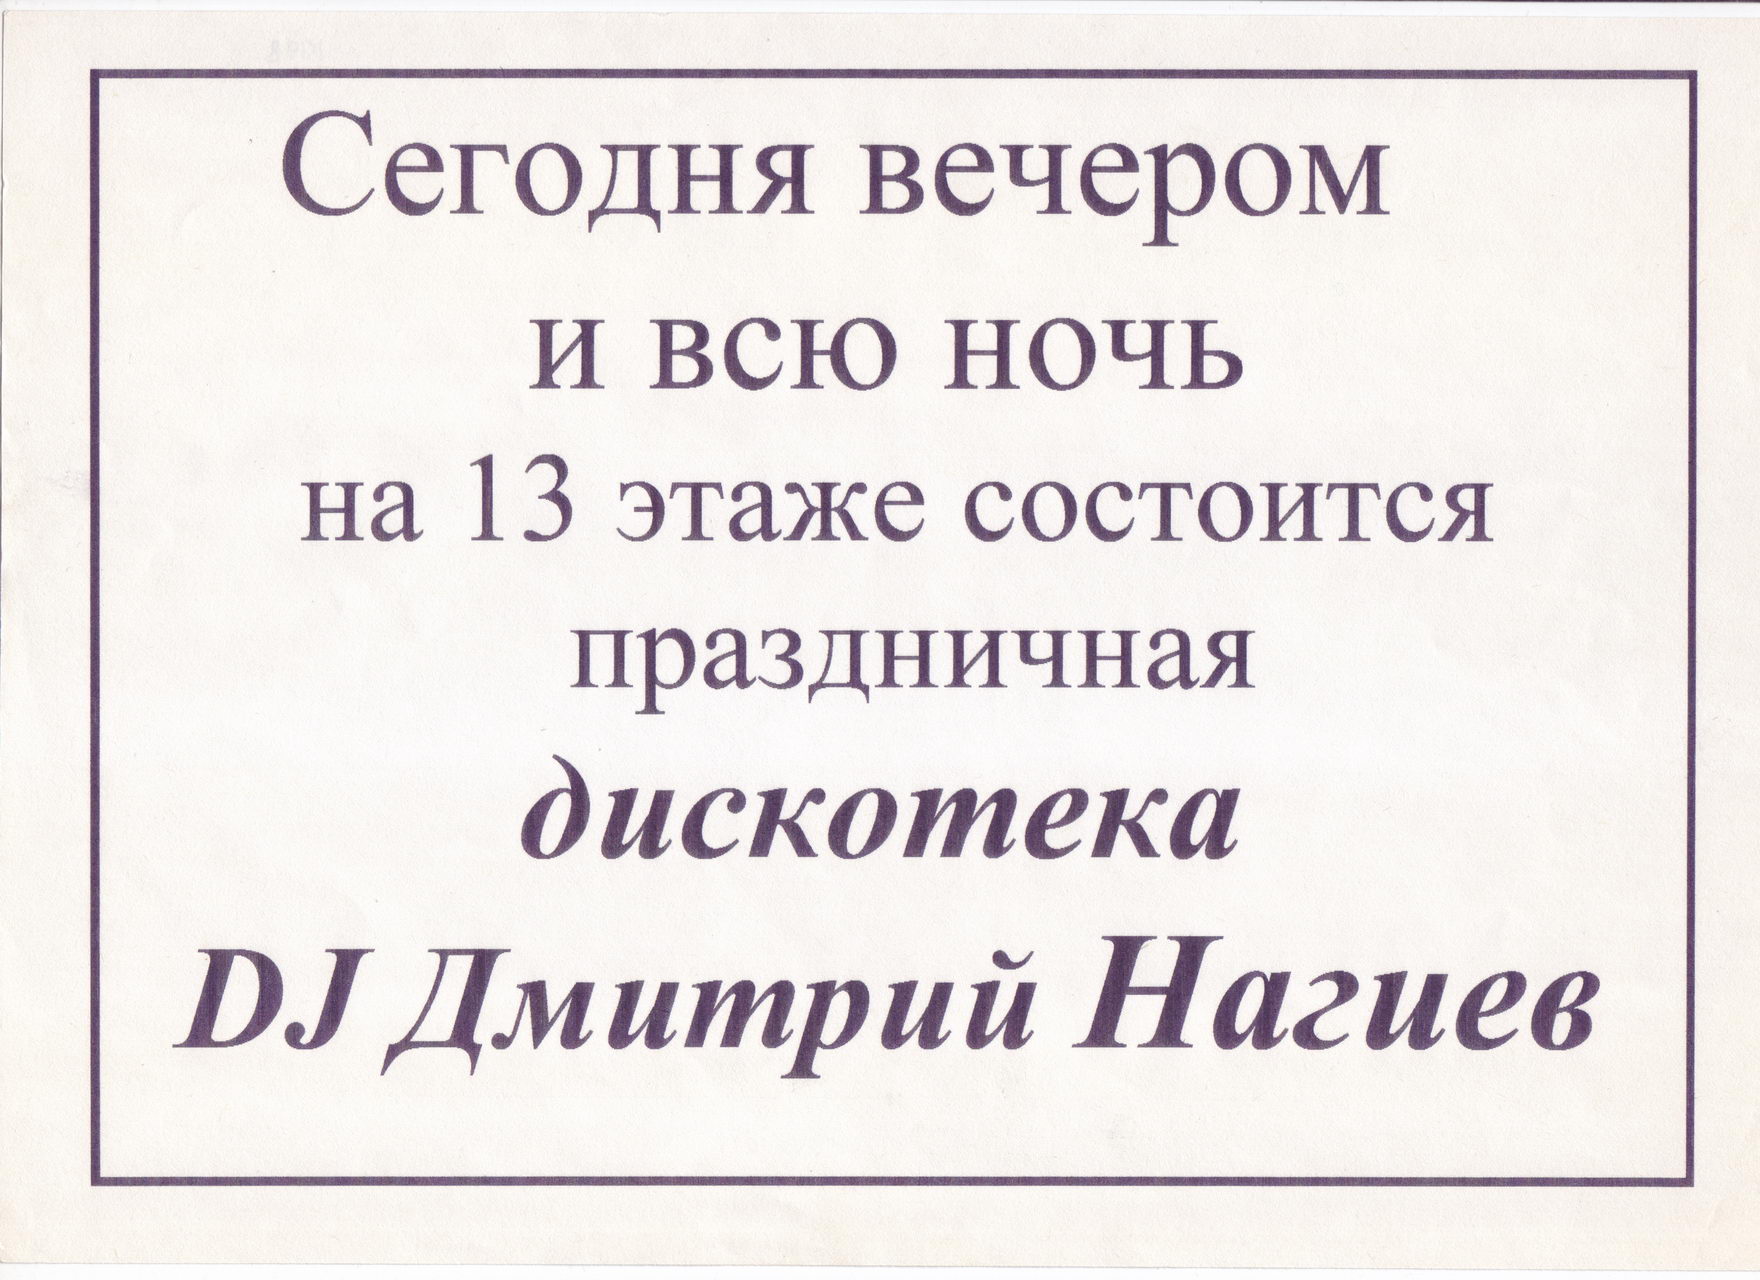 Сегодня вечером
и всю ночь
на 13 этаже состоится
праздничная
дискотека
DJ Дмитрий Нагиев